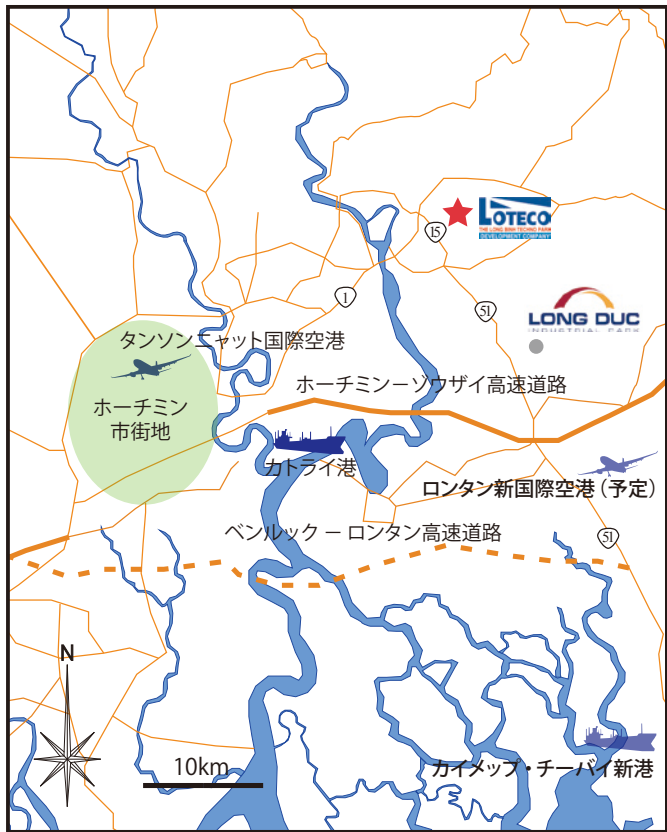 LOTECO
THE LONG BINH TECHNO PARK
DEVELOPMENT COMPANY
15
1
51
LONG DUC
INDUSTRIAL PARK
タンソンニャット国際空港
ホーチミンーゾウザイ高速道路
ホーチミン
市街地
カトライ港
ロンタン新国際空港（予定）
ベンルック － ロンタン高速道路
51
N
10km
カイメップ・チーバイ新港